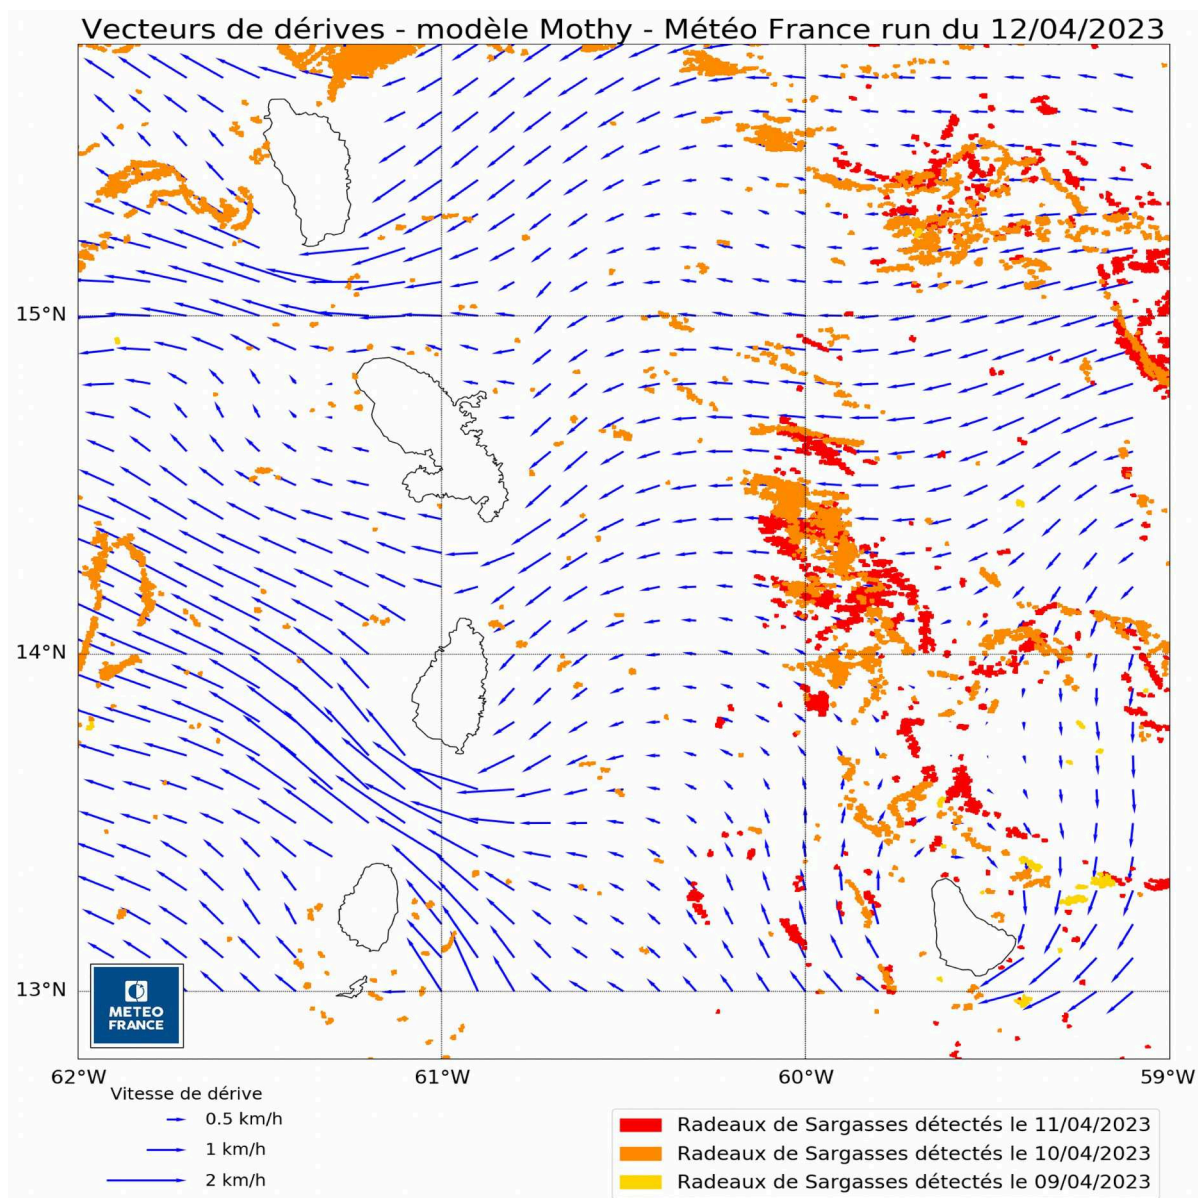 Vecteurs de dérives - modèle Mothy - Météo France run du 12/04/2023
15°N
14°N
13°N
METEO
FRANCE
62°W
61°W
60°W
59°W
Vitesse de dérive
0.5 km/h
1 km/h
2 km/h
Radeaux de Sargasses détectés le 11/04/2023
Radeaux de Sargasses détectés le 10/04/2023
Radeaux de Sargasses détectés le 09/04/2023